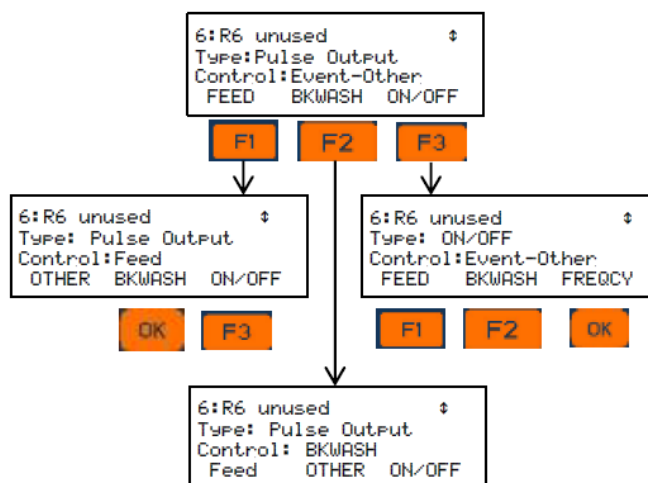 6:R6 unused ⇕
Type:Pulse Output
Control:Event-Other
FEED BKWASH ON/OFF
F1 F2 F3
6:R6 unused ⇕
Type: Pulse Output
Control:Feed
OTHER BKWASH ON/OFF
OK F3
6:R6 unused ⇕
Type: ON/OFF
Control:Event-Other
FEED BKWASH FREQCY
F1 F2 OK
6:R6 unused ⇕
Type: Pulse Output
Control: BKWASH
Feed OTHER ON/OFF